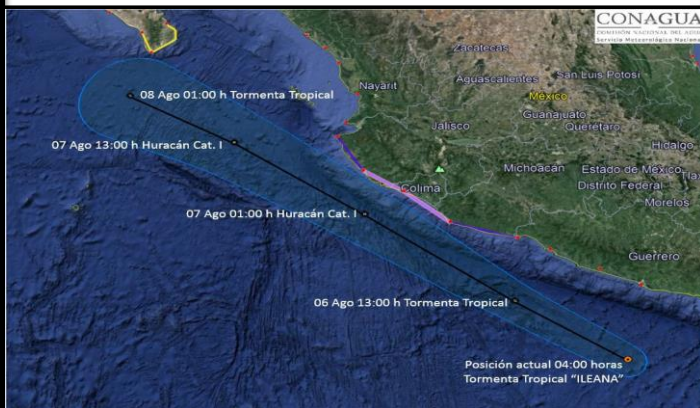 CONAGUA
COMISIÓN NACIONAL DEL AGUA
Servicio Meteorológico Nacional
Zacatecas
San Luis Potosí
Aguascalientes
Nayarit
México
Guanajuato
Querétaro
Jalisco
Hidalgo
Michoacan
Estado de México
Distrito Federal
Colima
Morelos
Guerrero
08 Ago 01:00 h Tormenta Tropical
07 Ago 13:00 h Huracán Cat. I
07 Ago 01:00 h Huracán Cat. I
06 Ago 13:00 h Tormenta Tropical
Posición actual 04:00 horas
Tormenta Tropical “ILEANA”